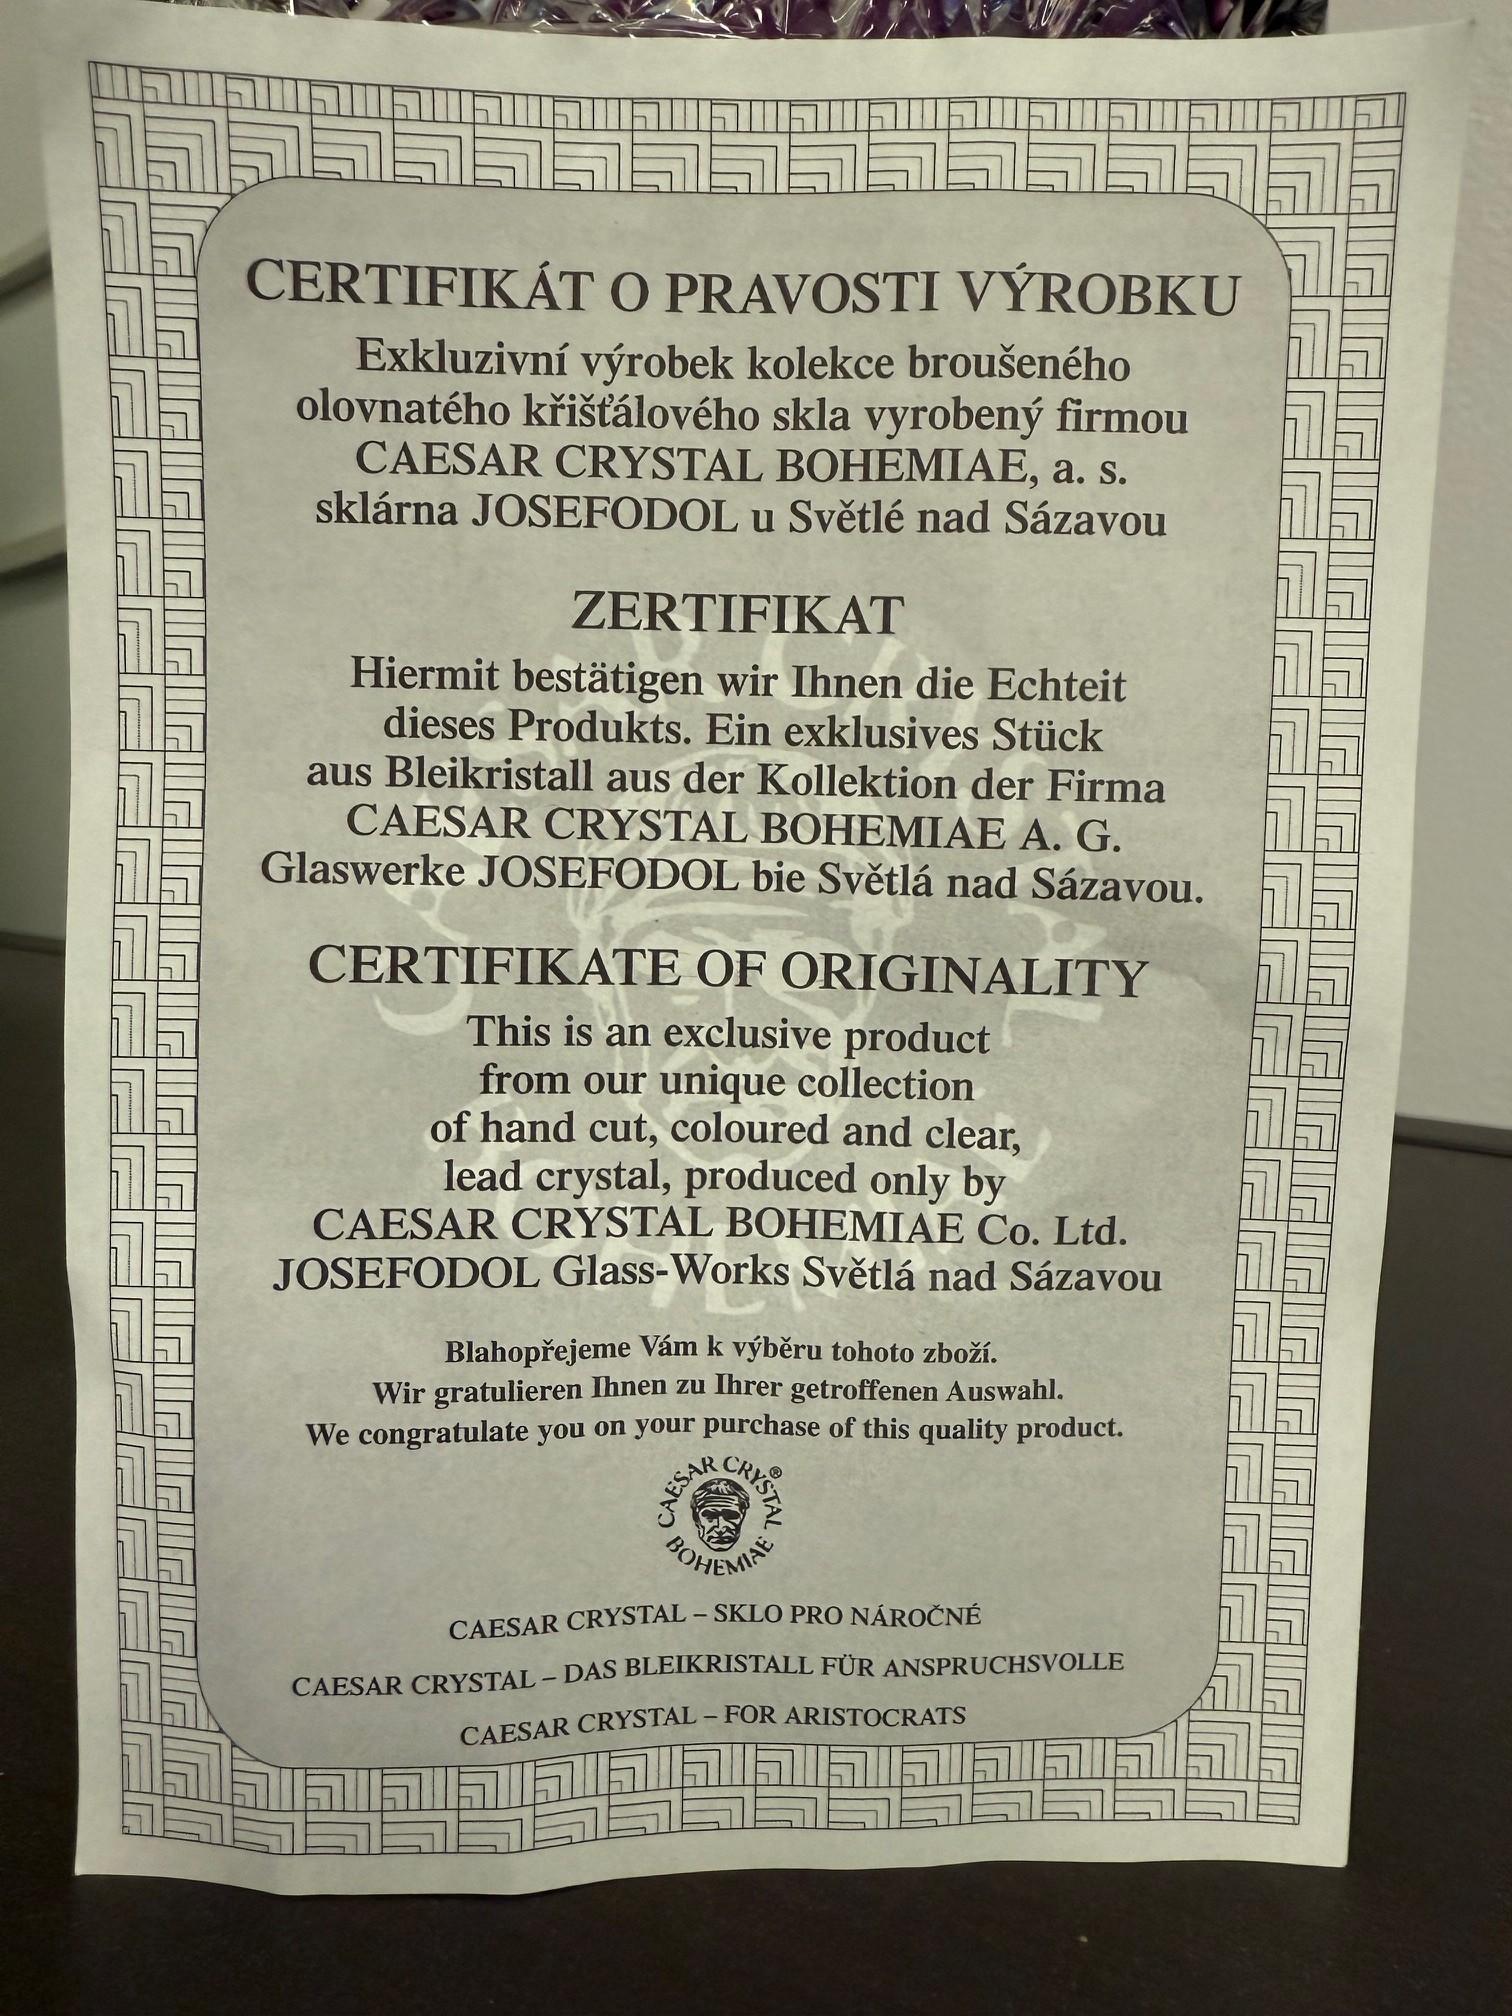 CERTIFIKÁT O PRAVOSTI VÝROBKU
Exkluzivní výrobek kolekce broušeného
olovnatého křišťálového skla vyrobený firmou
CAESAR CRYSTAL BOHEMIAE, a. s.
sklárna JOSEFODOL u Světlé nad Sázavou
ZERTIFIKAT
Hiermit bestätigen wir Ihnen die Echteit
dieses Produkts. Ein exklusives Stück
aus Bleikristall aus der Kollektion der Firma
CAESAR CRYSTAL BOHEMIAE A. G.
Glaswerke JOSEFODOL bie Světlá nad Sázavou.
CERTIFIKATE OF ORIGINALITY
This is an exclusive product
from our unique collection
of hand cut, coloured and clear,
lead crystal, produced only by
CAESAR CRYSTAL BOHEMIAE Co. Ltd.
JOSEFODOL Glass-Works Světlá nad Sázavou
Blahopřejeme Vám k výběru tohoto zboží.
Wir gratulieren Ihnen zu Ihrer getroffenen Auswahl.
We congratulate you on your purchase of this quality product.
CAESAR CRYSTAL®
BOHEMIAE
CAESAR CRYSTAL – SKLO PRO NÁROČNÉ
CAESAR CRYSTAL – DAS BLEIKRISTALL FÜR ANSPRUCHSVOLLE
CAESAR CRYSTAL – FOR ARISTOCRATS